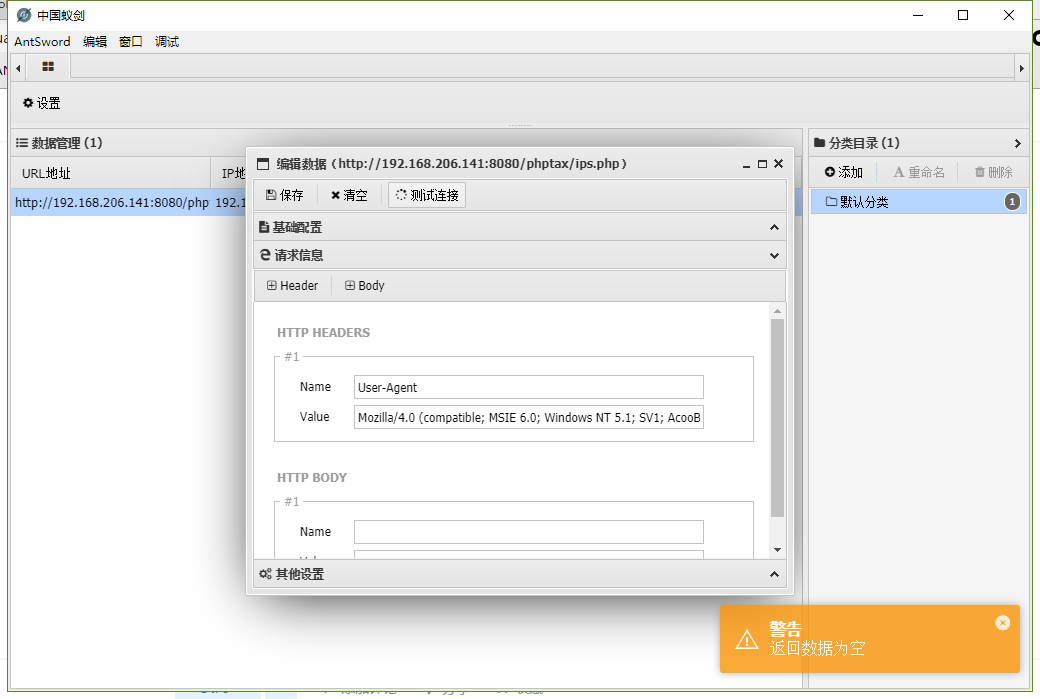 中国蚁剑
AntSword 编辑 窗口 调试
设置
数据管理 (1)
分类目录 (1)
URL地址
IP地
http://192.168.206.141:8080/php
192.1
添加
重命名
删除
默认分类
1
编辑数据 (http://192.168.206.141:8080/phptax/ips.php)
保存
清空
测试连接
基础配置
请求信息
Header
Body
HTTP HEADERS
#1
Name
User-Agent
Value
Mozilla/4.0 (compatible; MSIE 6.0; Windows NT 5.1; SV1; AcooB
HTTP BODY
#1
Name
其他设置
警告
返回数据为空